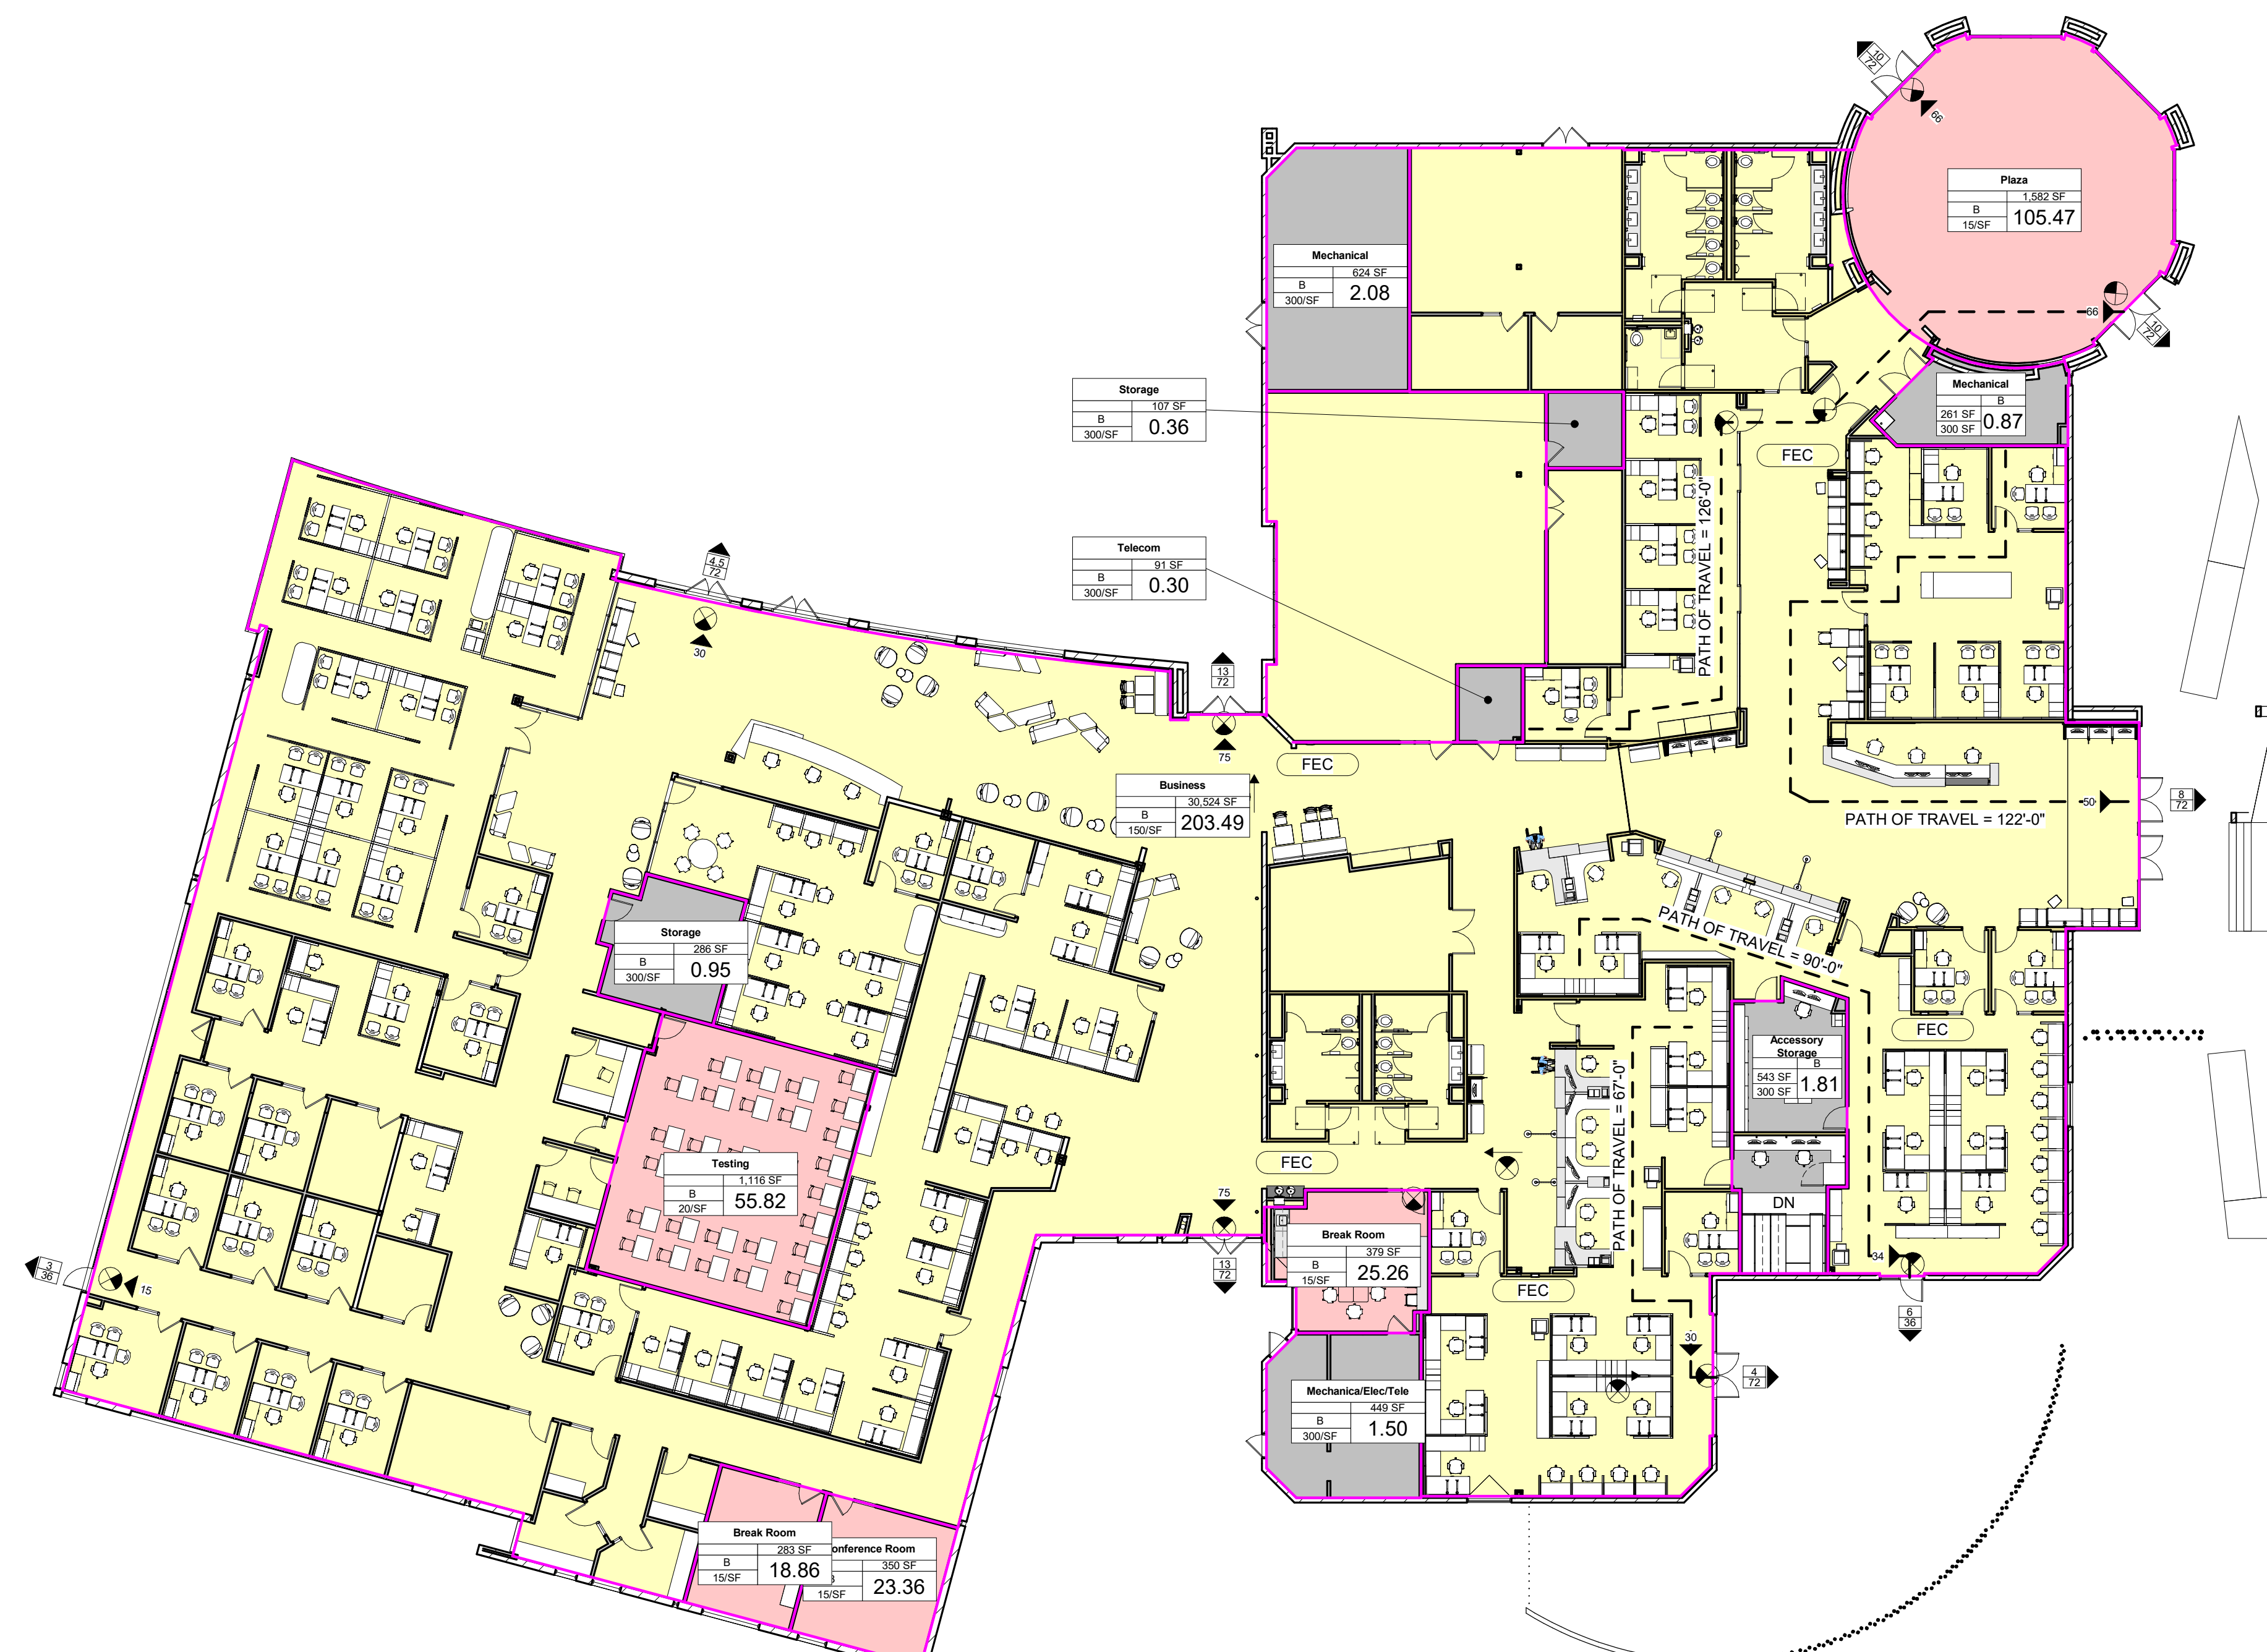 10
72
66
Plaza
1,582 SF
B
15/SF
105.47
66
10
72
Mechanical
624 SF
B
300/SF
2.08
Storage
107 SF
B
300/SF
0.36
Mechanical
B
261 SF
300 SF
0.87
FEC
PATH OF TRAVEL = 126'-0"
Telecom
91 SF
B
300/SF
0.30
4.5
72
30
13
72
75
FEC
Business
30,524 SF
B
150/SF
203.49
50
8
72
PATH OF TRAVEL = 122'-0"
PATH OF TRAVEL = 90'-0"
Storage
286 SF
B
300/SF
0.95
FEC
Accessory
Storage
B
543 SF
300 SF
1.81
PATH OF TRAVEL = 67'-0"
FEC
Testing
1,116 SF
B
20/SF
55.82
75
13
72
DN
Break Room
379 SF
B
15/SF
25.26
34
6
36
3
36
15
FEC
30
4
72
Mechanica/Elec/Tele
449 SF
B
300/SF
1.50
Break Room
283 SF
B
15/SF
18.86
onference Room
350 SF
B
15/SF
23.36